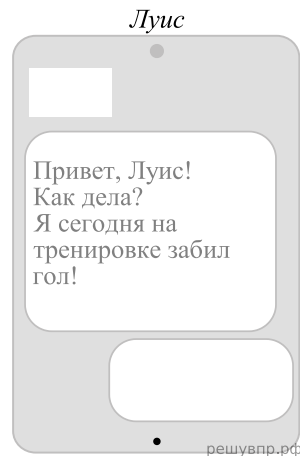 Луис
Привет, Луис!
Как дела?
Я сегодня на
тренировке забил
гол!
решувпр.рф